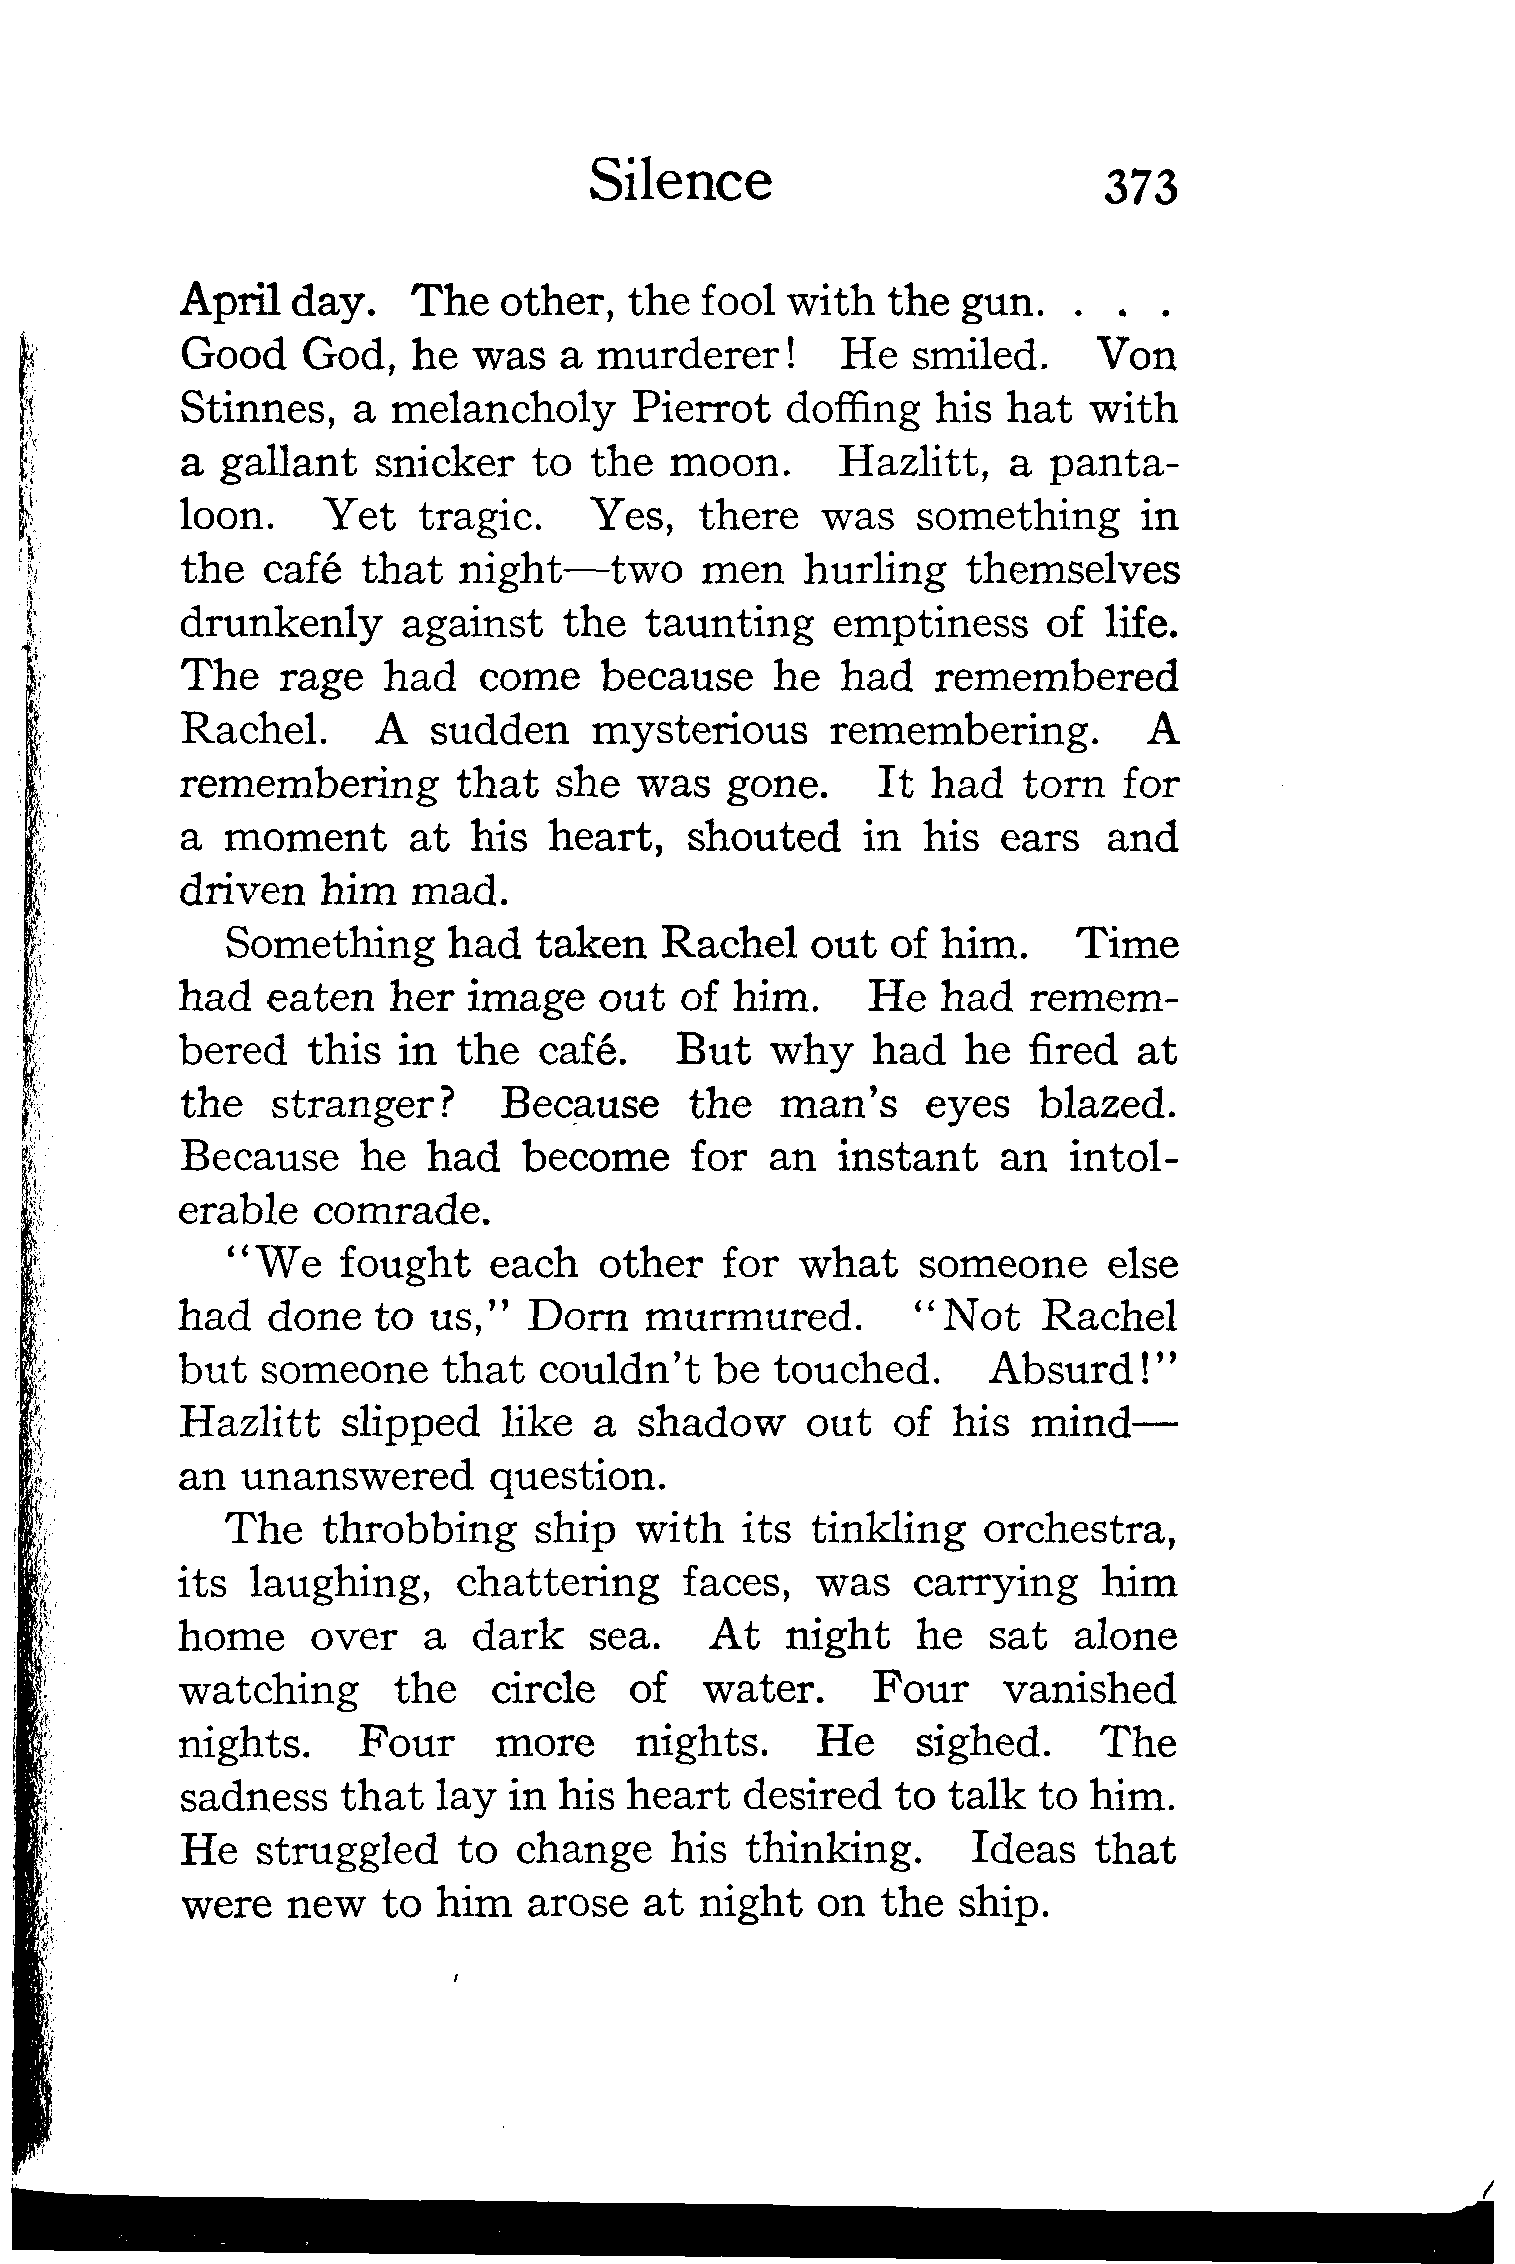 Silence 373
April day. The other, the fool with the gun. . . .
Good God, he was a murderer! He smiled. Von
Stinnes, a melancholy Pierrot doffing his hat with
a gallant snicker to the moon. Hazlitt, a panta-
loon. Yet tragic. Yes, there was something in
the café that night—two men hurling themselves
drunkenly against the taunting emptiness of life.
The rage had come because he had remembered
Rachel. A sudden mysterious remembering. A
remembering that she was gone. It had torn for
a moment at his heart, shouted in his ears and
driven him mad.
Something had taken Rachel out of him. Time
had eaten her image out of him. He had remem-
bered this in the café. But why had he fired at
the stranger? Because the man's eyes blazed.
Because he had become for an instant an intol-
erable comrade.
"We fought each other for what someone else
had done to us," Dorn murmured. "Not Rachel
but someone that couldn't be touched. Absurd!"
Hazlitt slipped like a shadow out of his mind—
an unanswered question.
The throbbing ship with its tinkling orchestra,
its laughing, chattering faces, was carrying him
home over a dark sea. At night he sat alone
watching the circle of water. Four vanished
nights. Four more nights. He sighed. The
sadness that lay in his heart desired to talk to him.
He struggled to change his thinking. Ideas that
were new to him arose at night on the ship.